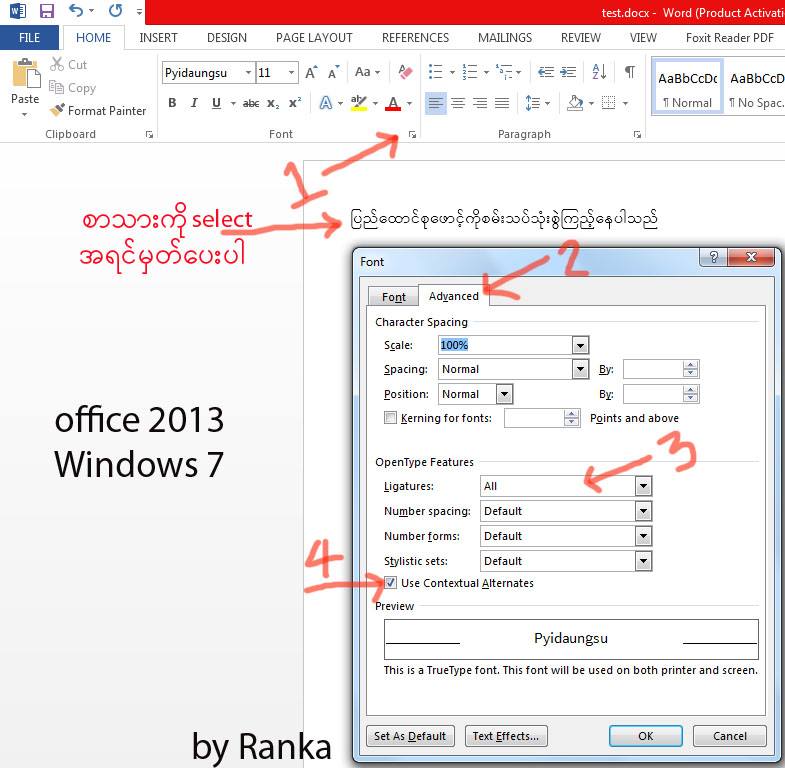 test.docx - Word (Product Activati
FILE HOME INSERT DESIGN PAGE LAYOUT REFERENCES MAILINGS REVIEW VIEW Foxit Reader PDF
Cut
Copy
Format Painter
Paste
Clipboard
Pyidaungsu 11
Font
Paragraph
AaBbCcDc AaBbCcDc
¶ Normal ¶ No Spac.
1
စာသားကို select
အရင်မှတ်ပေးပါ
ပြည်ထောင်စုဖောင့်ကိုစမ်းသပ်သုံးစွဲကြည့်နေပါသည်
2
Font
Font Advanced
Character Spacing
Scale: 100%
Spacing: Normal By:
Position: Normal By:
Kerning for fonts: Points and above
office 2013
Windows 7
3
OpenType Features
Ligatures: All
Number spacing: Default
Number forms: Default
Stylistic sets: Default
4
Use Contextual Alternates
Preview
Pyidaungsu
This is a TrueType font. This font will be used on both printer and screen.
Set As Default Text Effects... OK Cancel
by Ranka